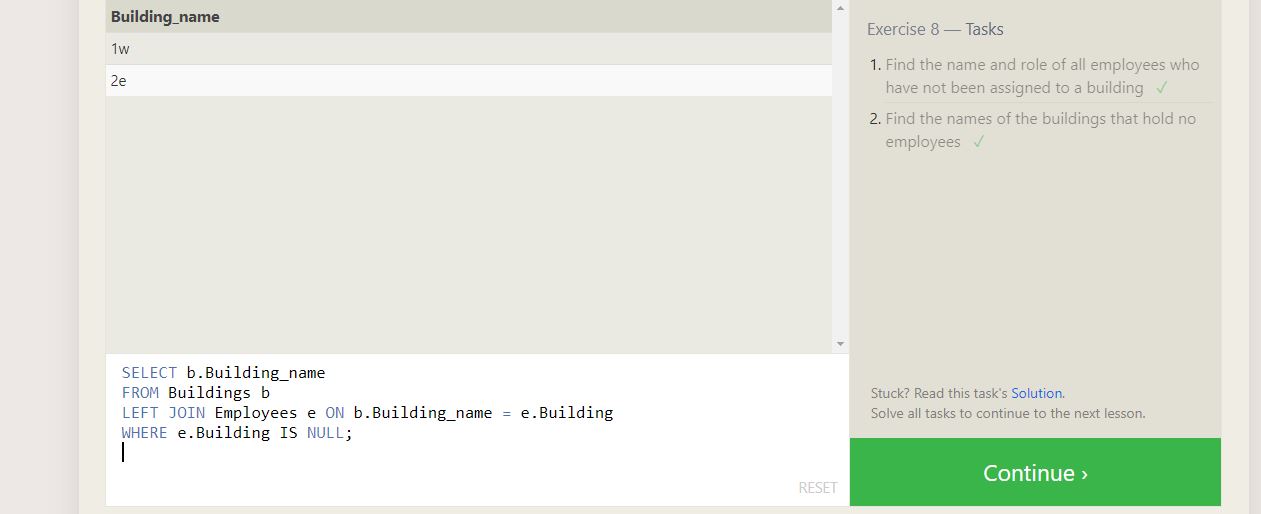 Building_name
1w
2e
SELECT b.Building_name
FROM Buildings b
LEFT JOIN Employees e ON b.Building_name = e.Building
WHERE e.Building IS NULL;
RESET
Exercise 8 — Tasks
1. Find the name and role of all employees who
have not been assigned to a building ✓
2. Find the names of the buildings that hold no
employees ✓
Stuck? Read this task's Solution.
Solve all tasks to continue to the next lesson.
Continue ›